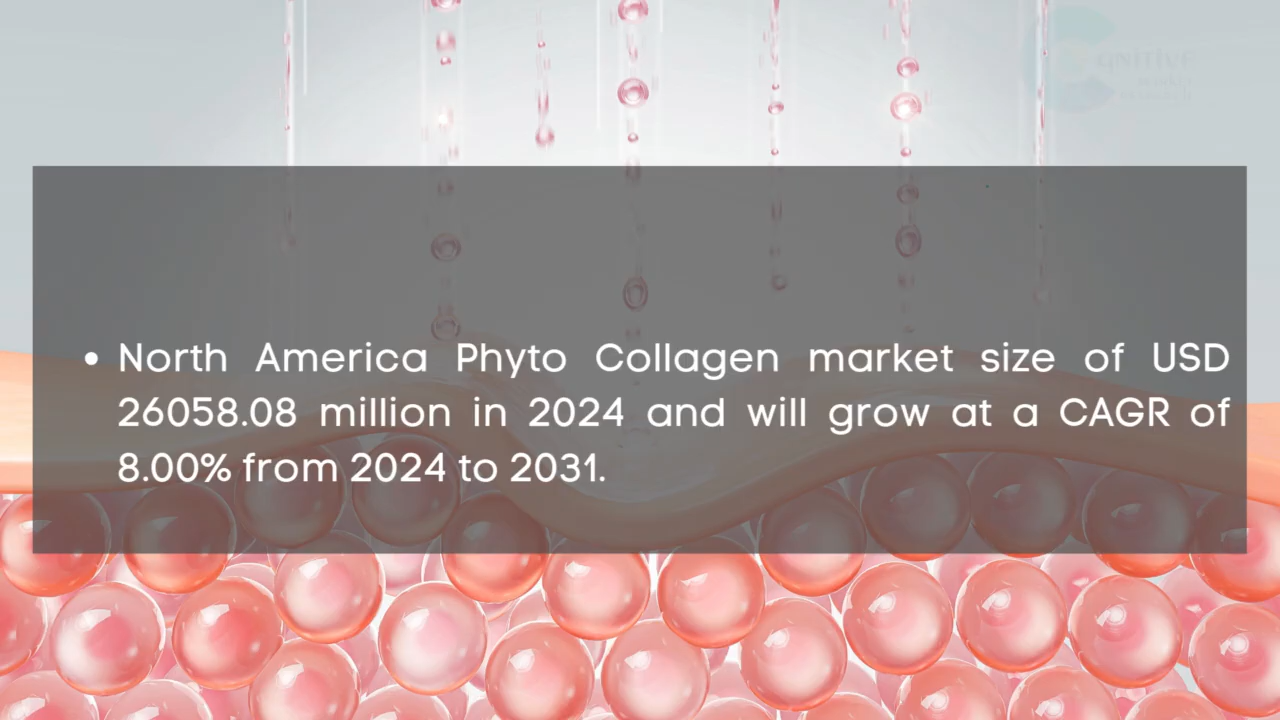 • North America Phyto Collagen market size of USD
26058.08 million in 2024 and will grow at a CAGR of
8.00% from 2024 to 2031.